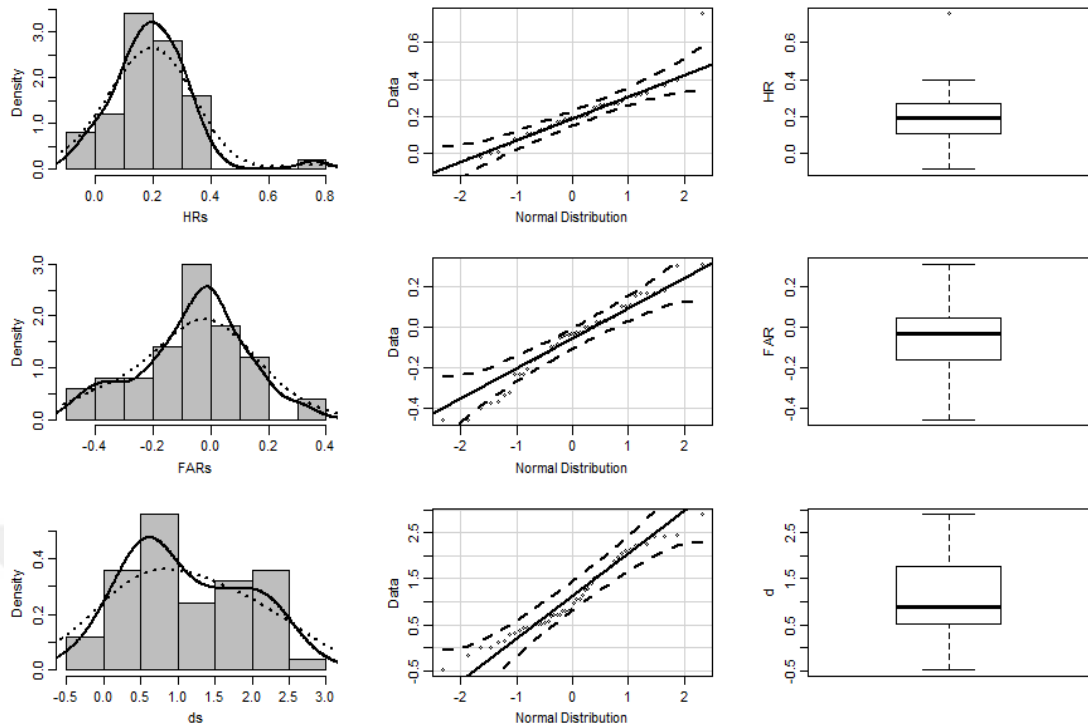 Density
0.0 1.0 2.0 3.0
0.0 0.2 0.4 0.6 0.8
HRs
Data
0.0 0.2 0.4 0.6
-2 -1 0 1 2
Normal Distribution
HR
0.0 0.2 0.6
Density
0.0 1.0 2.0 3.0
-0.4 -0.2 0.0 0.2 0.4
FARs
Data
-0.4 -0.2 0.0 0.2
-2 -1 0 1 2
Normal Distribution
FAR
-0.4 -0.2 0.0 0.2
Density
0.0 0.2 0.4
-0.5 0.0 0.5 1.0 1.5 2.0 2.5 3.0
ds
Data
-0.5 0.5 1.5 2.5
-2 -1 0 1 2
Normal Distribution
d
-0.5 0.5 1.5 2.5